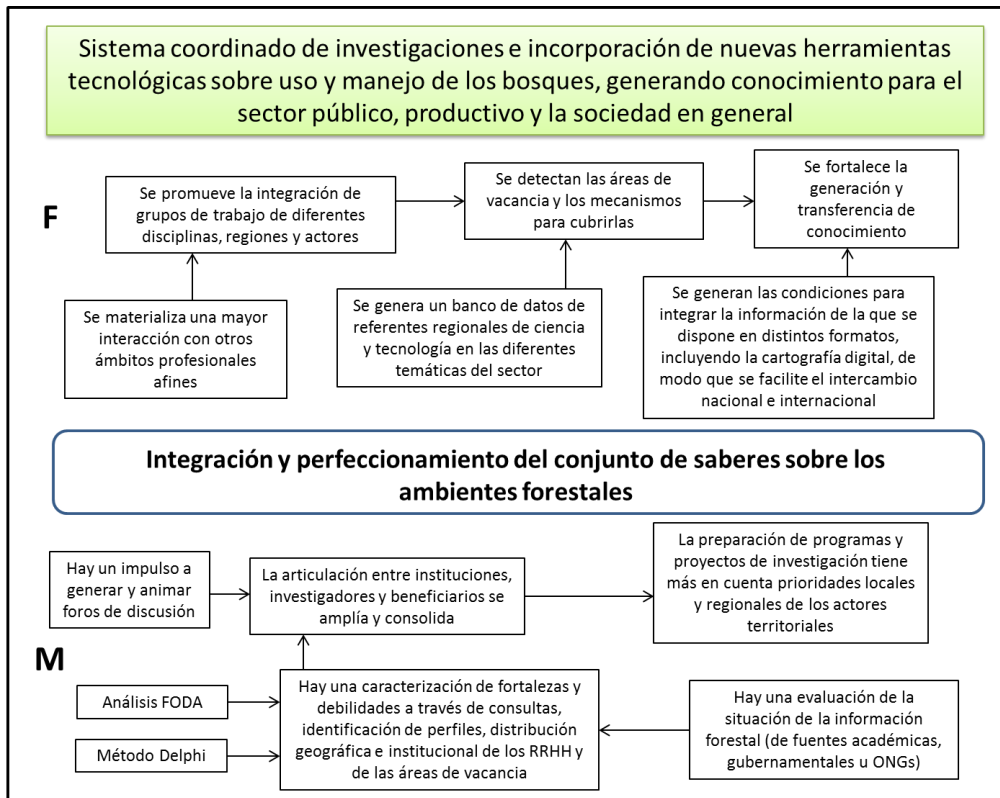 Sistema coordinado de investigaciones e incorporación de nuevas herramientas
tecnológicas sobre uso y manejo de los bosques, generando conocimiento para el
sector público, productivo y la sociedad en general
F
Se promueve la integración de
grupos de trabajo de diferentes
disciplinas, regiones y actores
Se detectan las áreas de
vacancia y los mecanismos
para cubrirlas
Se fortalece la
generación y
transferencia de
conocimiento
Se materializa una mayor
interacción con otros
ámbitos profesionales
afines
Se genera un banco de datos de
referentes regionales de ciencia
y tecnología en las diferentes
temáticas del sector
Se generan las condiciones para
integrar la información de la que se
dispone en distintos formatos,
incluyendo la cartografía digital, de
modo que se facilite el intercambio
nacional e internacional
Integración y perfeccionamiento del conjunto de saberes sobre los
ambientes forestales
Hay un impulso a
generar y animar
foros de discusión
La articulación entre instituciones,
investigadores y beneficiarios se
amplía y consolida
La preparación de programas y
proyectos de investigación tiene
más en cuenta prioridades locales
y regionales de los actores
territoriales
M
Análisis FODA
Método Delphi
Hay una caracterización de fortalezas y
debilidades a través de consultas,
identificación de perfiles, distribución
geográfica e institucional de los RRHH y
de las áreas de vacancia
Hay una evaluación de la
situación de la información
forestal (de fuentes académicas,
gubernamentales u ONGs)